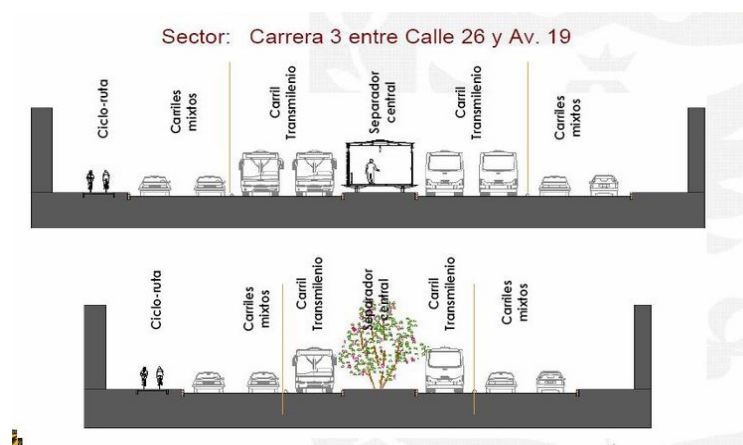 Sector: Carrera 3 entre Calle 26 y Av. 19
Ciclo-ruta
Carriles
mixtos
Carril
Transmilenio
Separador
central
Carril
Transmilenio
Carriles
mixtos
Ciclo-ruta
Carriles
mixtos
Carril
Transmilenio
Separador
central
Carril
Transmilenio
Carriles
mixtos